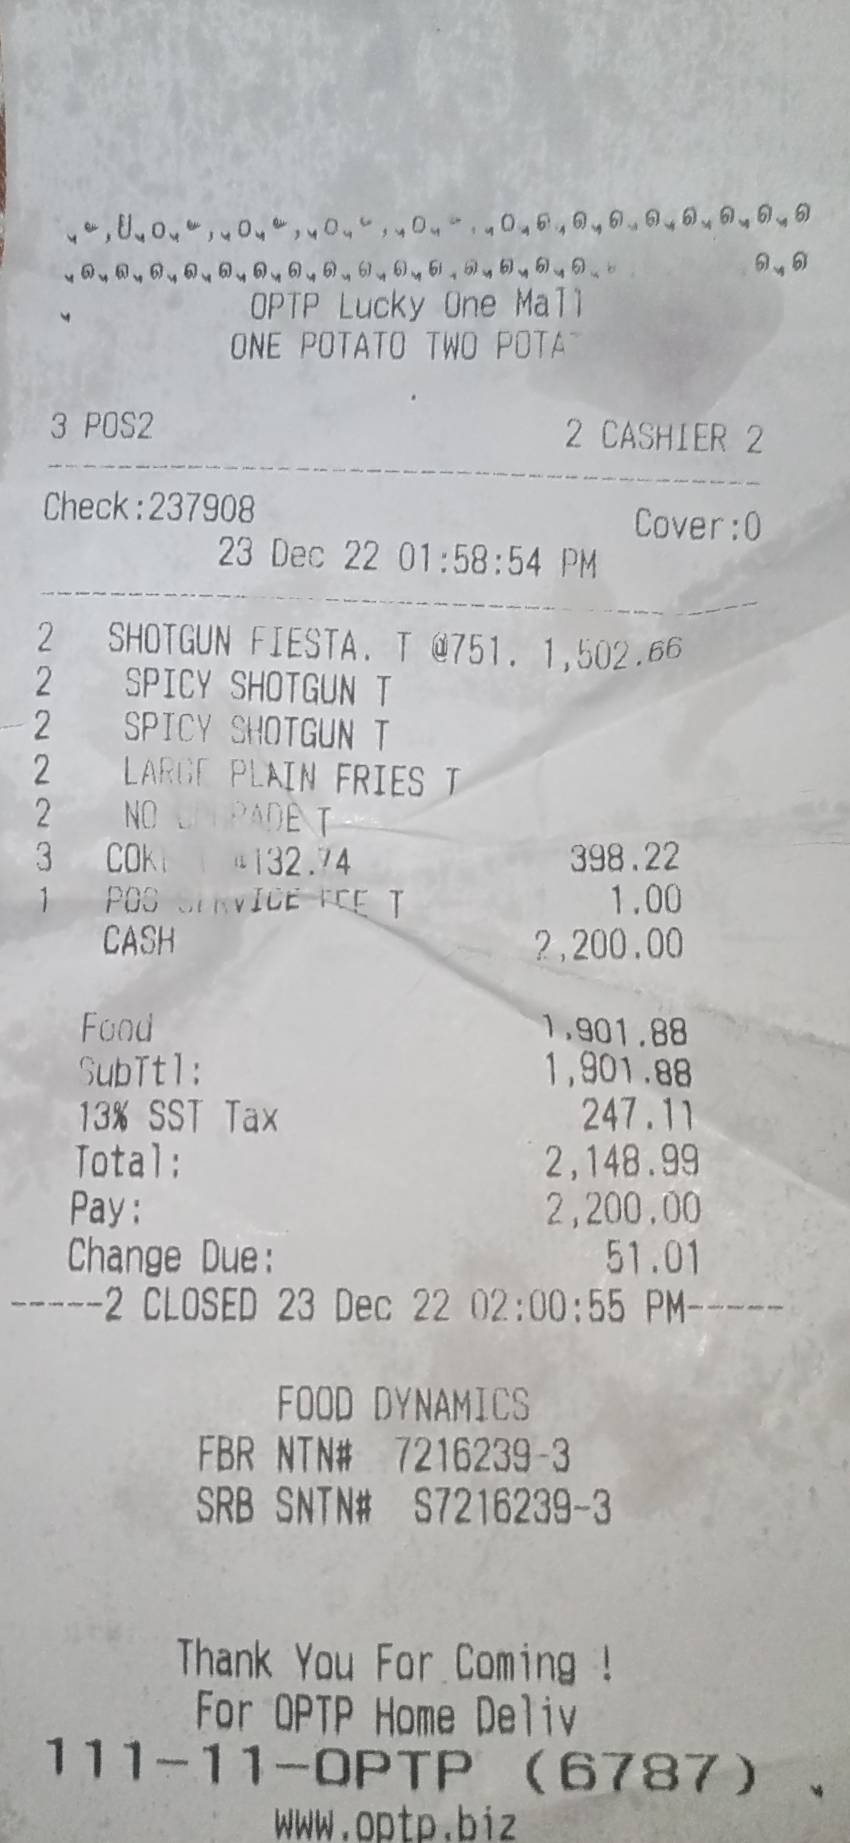 OPTP Lucky One Mall
ONE POTATO TWO POTA
3 POS2 2 CASHIER 2
Check:237908 Cover:0
23 Dec 22 01:58:54 PM
2 SHOTGUN FIESTA. T @751. 1,502.66
2 SPICY SHOTGUN T
2 SPICY SHOTGUN T
2 LARGE PLAIN FRIES T
2 NO T
3 @132.74 398.22
1 POS SERVICE FEE T 1.00
CASH 2,200.00
Food 1,901.88
SubTtl: 1,901.88
13% SST Tax 247.11
Total: 2,148.99
Pay: 2,200.00
Change Due: 51.01
-----2 CLOSED 23 Dec 22 02:00:55 PM-----
FOOD DYNAMICS
FBR NTN# 7216239-3
SRB SNTN# S7216239-3
Thank You For Coming !
For OPTP Home Deliv
111-11-OPTP (6787)
www.optp.biz